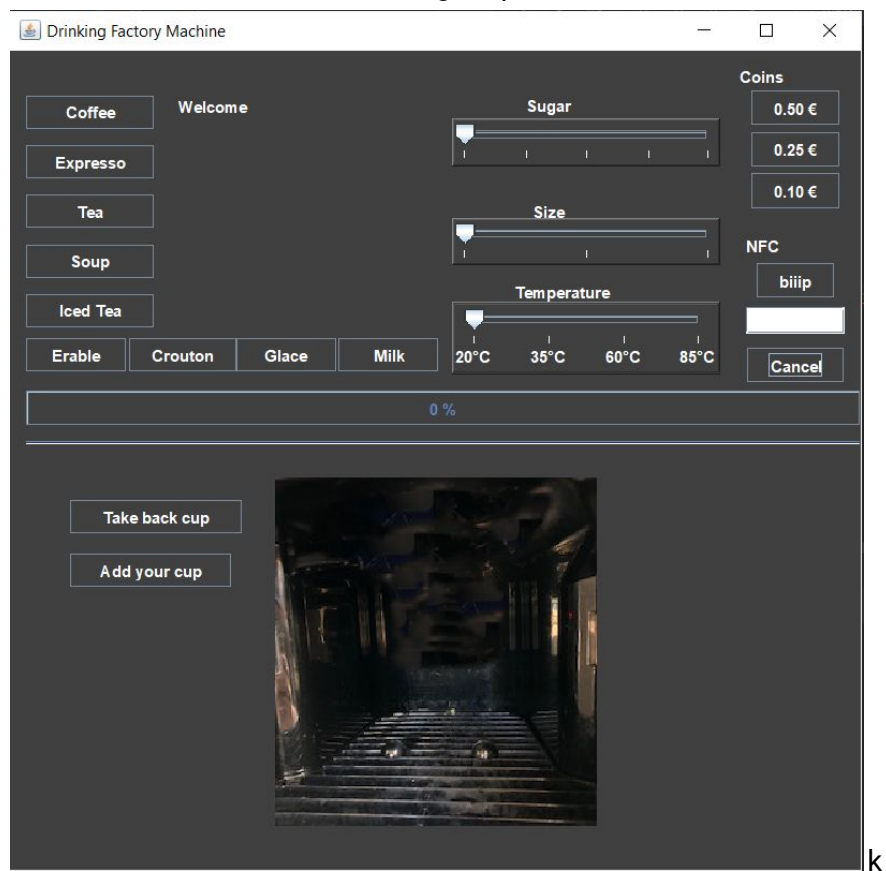 Drinking Factory Machine
Coins
Coffee
Welcome
Sugar
0.50 €
Expresso
0.25 €
Tea
Size
0.10 €
Soup
NFC
Iced Tea
Temperature
biiip
Erable
Crouton
Glace
Milk
20°C 35°C 60°C 85°C
Cancel
0 %
Take back cup
Add your cup
k